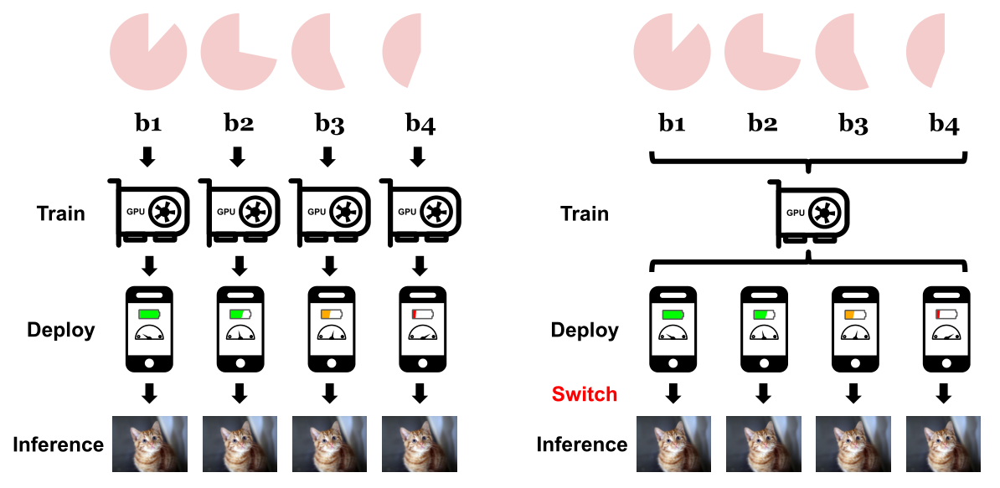 b1 b2 b3 b4
b1 b2 b3 b4
Train GPU GPU GPU GPU
Train GPU
Deploy
Deploy
Switch
Inference
Inference